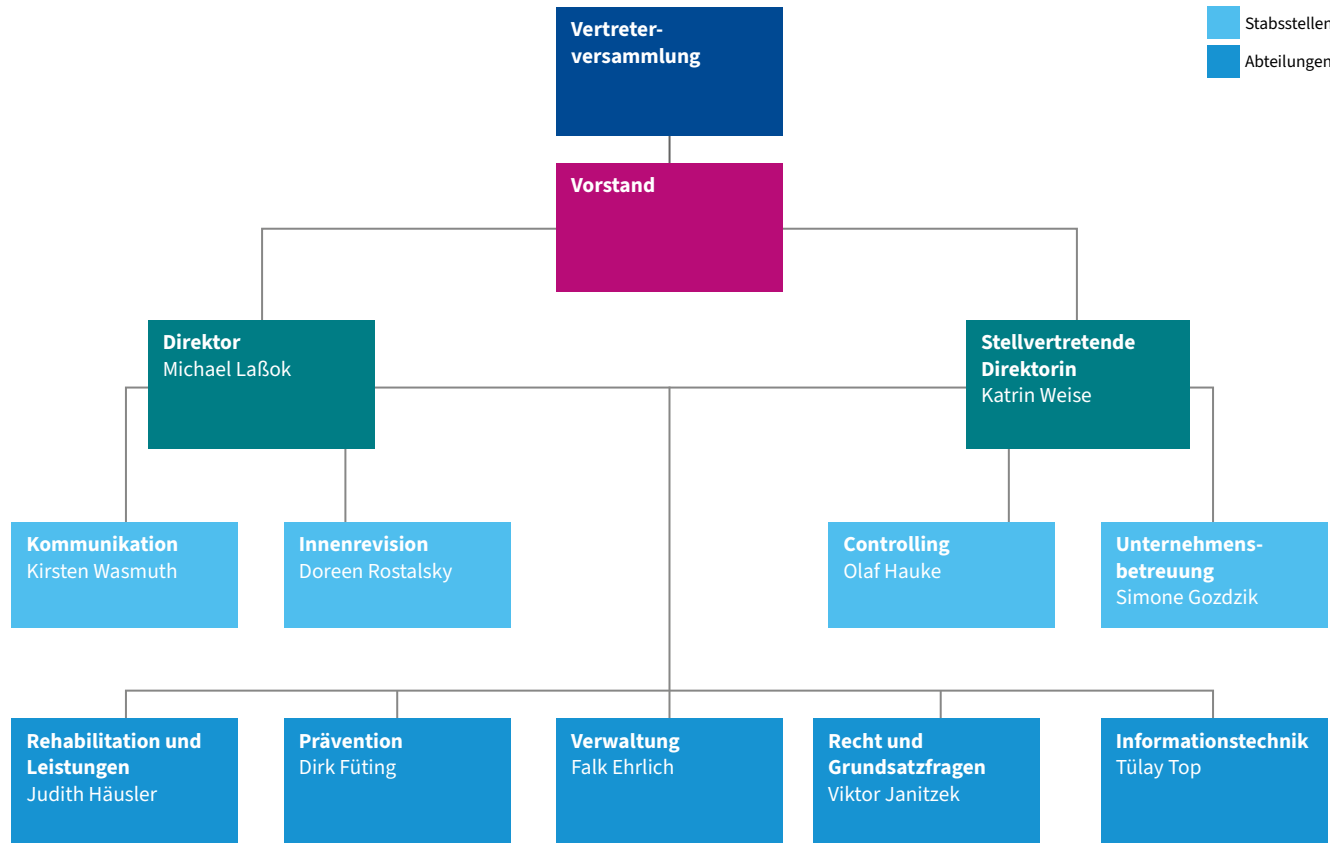 Vertreter-
versammlung
Stabsstellen
Abteilungen
Vorstand
Direktor
Michael Laßok
Stellvertretende
Direktorin
Katrin Weise
Kommunikation
Kirsten Wasmuth
Innenrevision
Doreen Rostalsky
Controlling
Olaf Hauke
Unternehmens-
betreuung
Simone Gozdzik
Rehabilitation und
Leistungen
Judith Häusler
Prävention
Dirk Füting
Verwaltung
Falk Ehrlich
Recht und
Grundsatzfragen
Viktor Janitzek
Informationstechnik
Tülay Top